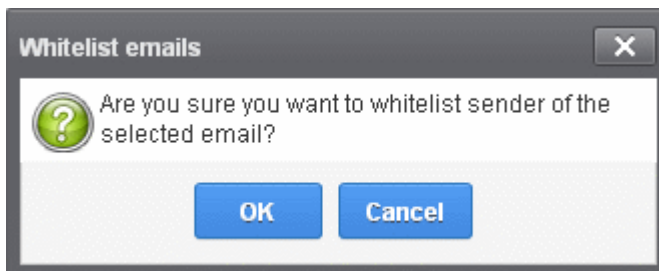 Whitelist emails
Are you sure you want to whitelist sender of the
selected email?
OK Cancel